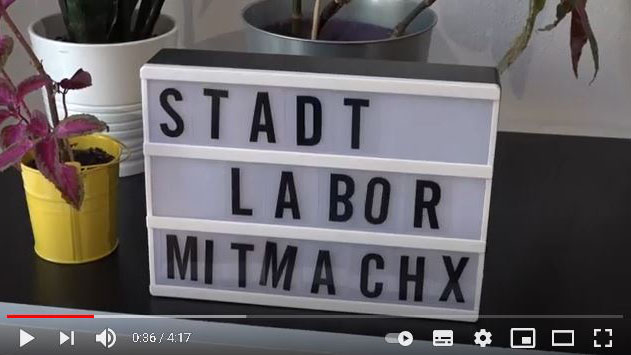 STADT
LABOR
MITMACHX
0:36 / 4:17